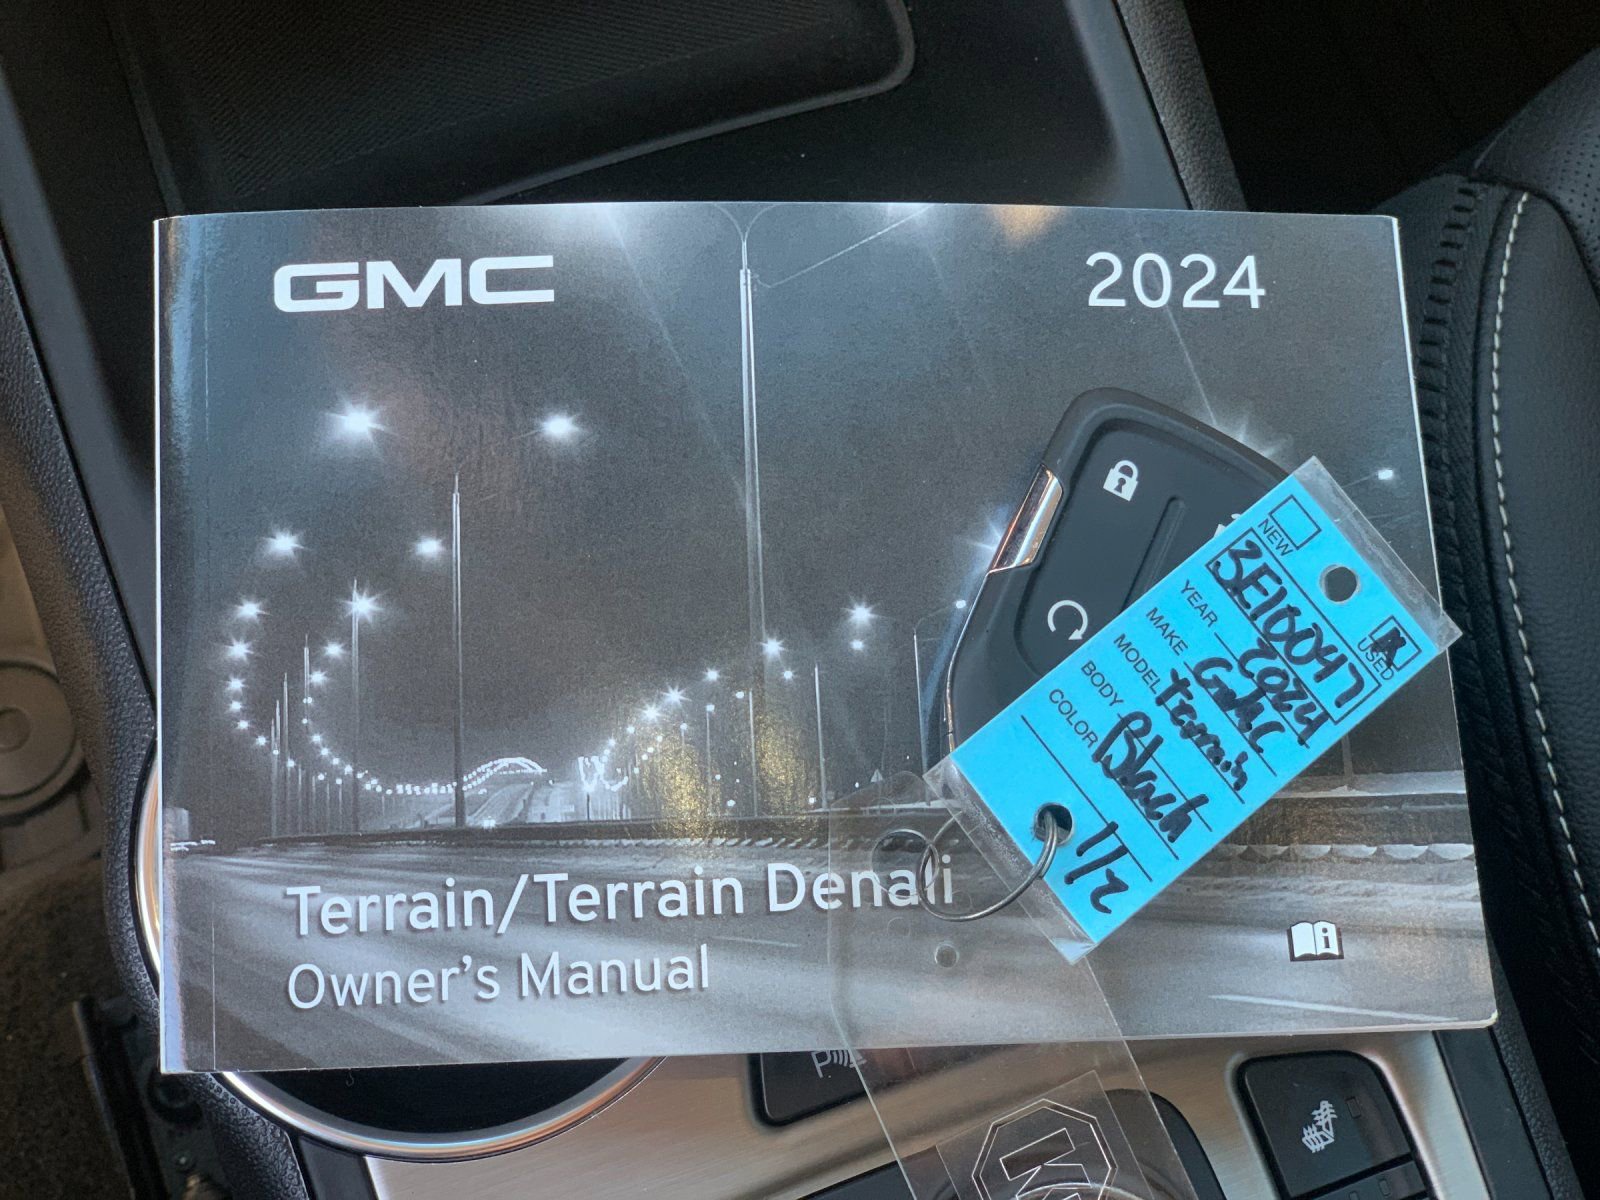 GMC
2024
Terrain/Terrain Denali
Owner's Manual
NEW
USED
3E10047
YEAR 2024
MAKE GMC
MODEL Terrain
BODY
COLOR Black
1/2